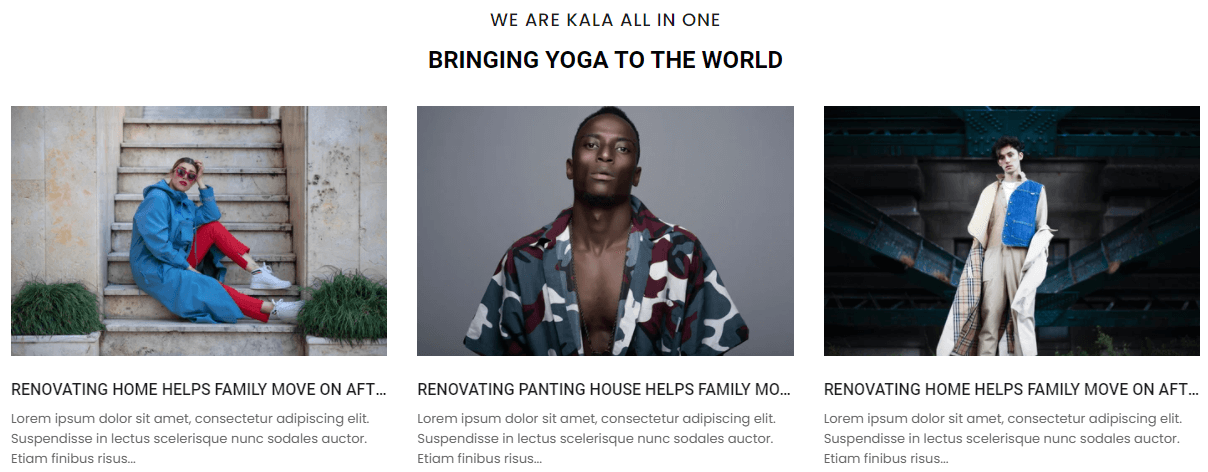 WE ARE KALA ALL IN ONE
BRINGING YOGA TO THE WORLD
RENOVATING HOME HELPS FAMILY MOVE ON AFT...
Lorem ipsum dolor sit amet, consectetur adipiscing elit.
Suspendisse in lectus scelerisque nunc sodales auctor.
Etiam finibus risus...
RENOVATING PANTING HOUSE HELPS FAMILY MO...
Lorem ipsum dolor sit amet, consectetur adipiscing elit.
Suspendisse in lectus scelerisque nunc sodales auctor.
Etiam finibus risus...
RENOVATING HOME HELPS FAMILY MOVE ON AFT...
Lorem ipsum dolor sit amet, consectetur adipiscing elit.
Suspendisse in lectus scelerisque nunc sodales auctor.
Etiam finibus risus...